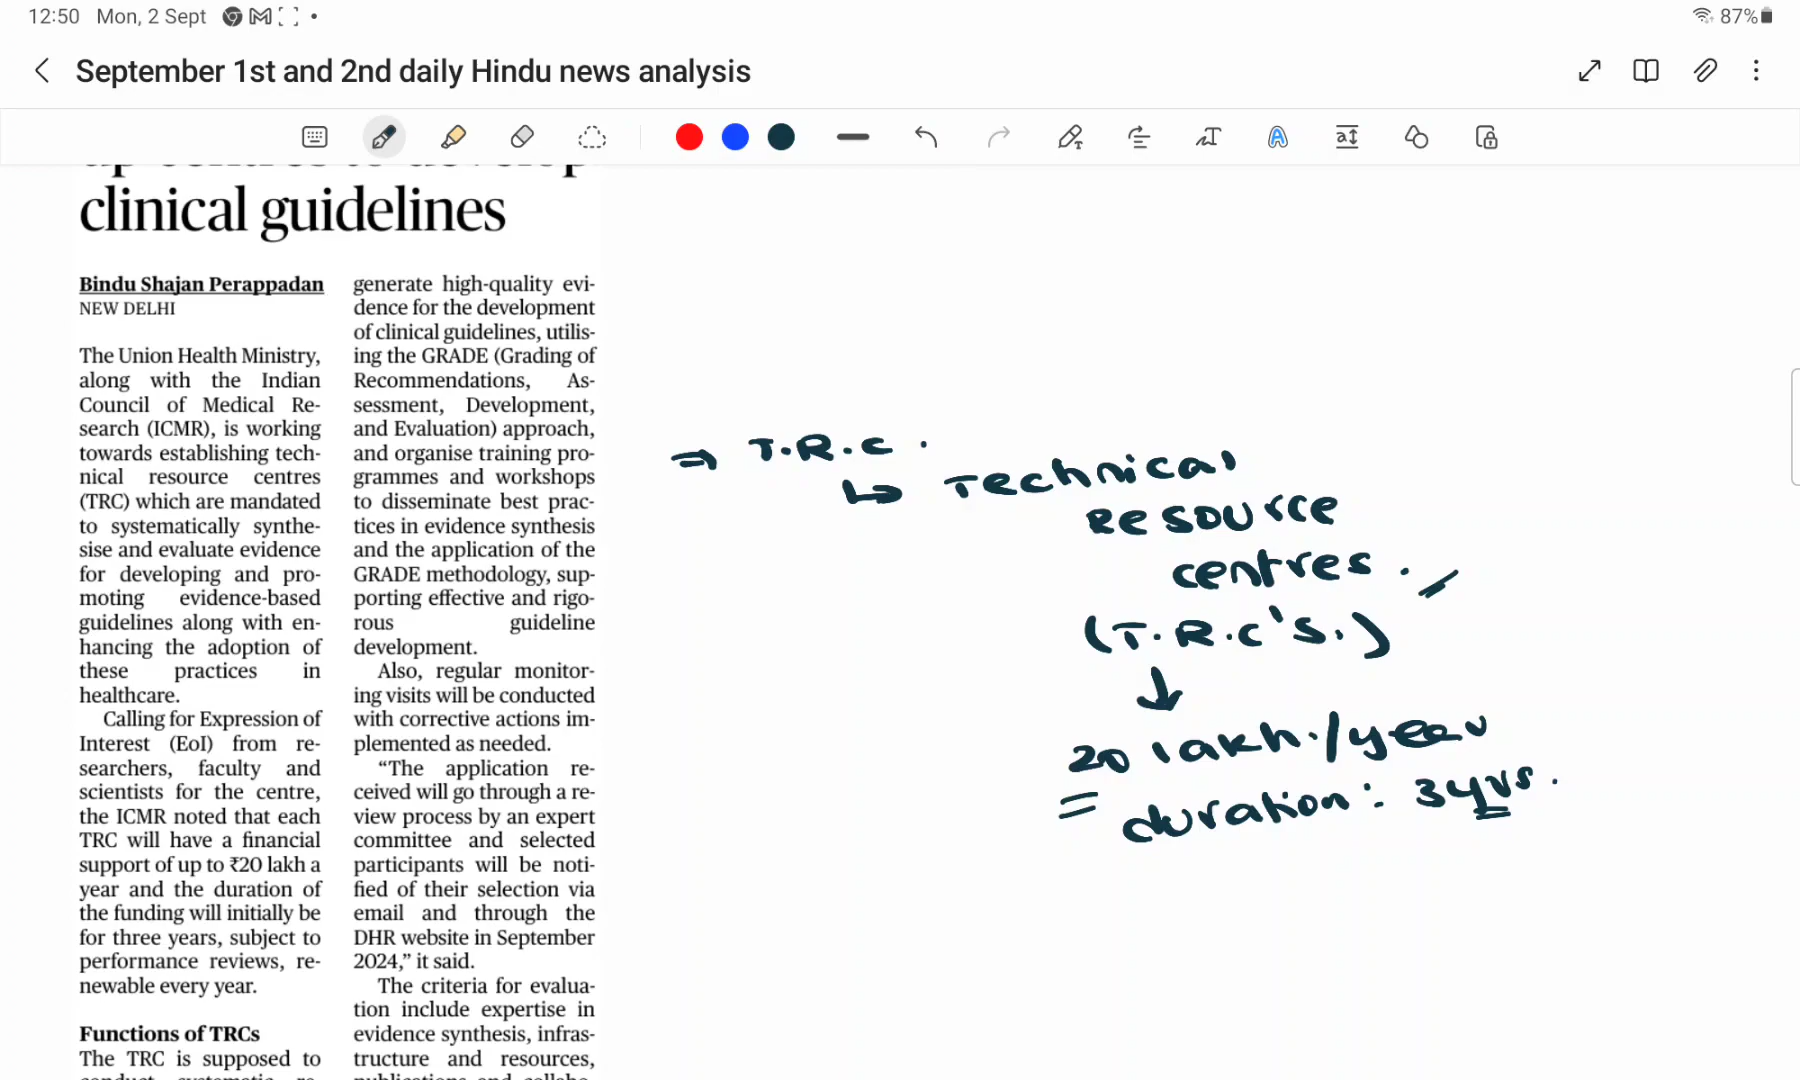 12:50 Mon, 2 Sept
87%
September 1st and 2nd daily Hindu news analysis
clinical guidelines
Bindu Shajan Perappadan
NEW DELHI
The Union Health Ministry,
along with the Indian
Council of Medical Re-
search (ICMR), is working
towards establishing tech-
nical resource centres
(TRC) which are mandated
to systematically synthe-
sise and evaluate evidence
for developing and pro-
moting evidence-based
guidelines along with en-
hancing the adoption of
these practices in
healthcare.
Calling for Expression of
Interest (EoI) from re-
searchers, faculty and
scientists for the centre,
the ICMR noted that each
TRC will have a financial
support of up to ₹20 lakh a
year and the duration of
the funding will initially be
for three years, subject to
performance reviews, re-
newable every year.
Functions of TRCs
The TRC is supposed to
conduct systematic re-
generate high-quality evi-
dence for the development
of clinical guidelines, utilis-
ing the GRADE (Grading of
Recommendations, As-
sessment, Development,
and Evaluation) approach,
and organise training pro-
grammes and workshops
to disseminate best prac-
tices in evidence synthesis
and the application of the
GRADE methodology, sup-
porting effective and rigo-
rous guideline
development.
Also, regular monitor-
ing visits will be conducted
with corrective actions im-
plemented as needed.
“The application re-
ceived will go through a re-
view process by an expert
committee and selected
participants will be noti-
fied of their selection via
email and through the
DHR website in September
2024,” it said.
The criteria for evalua-
tion include expertise in
evidence synthesis, infras-
tructure and resources,
⇒ T.R.C.
↳ Technical
Resource
centres.
(T.R.C's.)
↓
20 lakh./year
= duration: 3yrs.